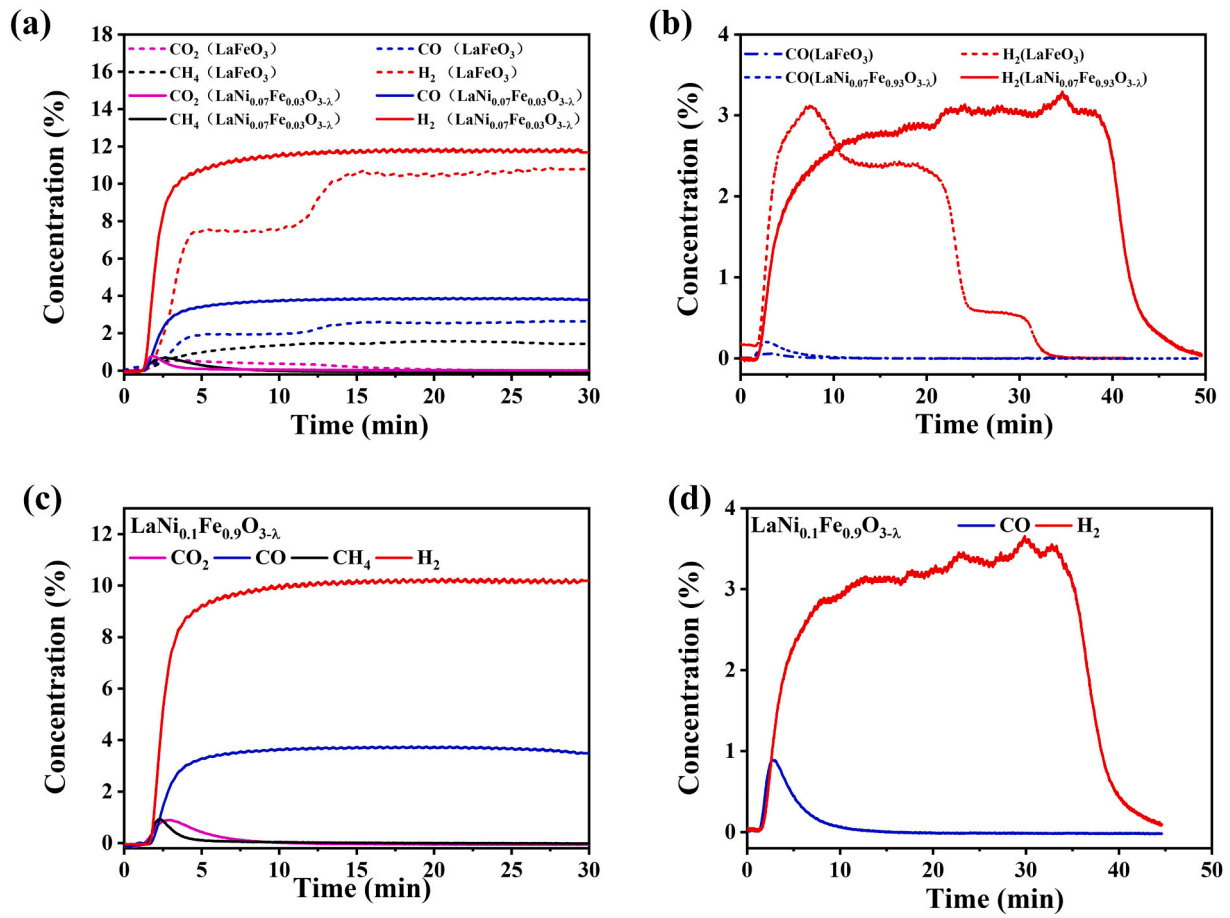 (a)
18
16
14
12
10
8
6
4
2
0
Concentration (%)
CO₂（LaFeO₃） CO （LaFeO₃）
CH₄（LaFeO₃） H₂（LaFeO₃）
CO₂（LaNi₀.₀₇Fe₀.₀₃O₃₋λ） CO（LaNi₀.₀₇Fe₀.₀₃O₃₋λ）
CH₄（LaNi₀.₀₇Fe₀.₀₃O₃₋λ） H₂（LaNi₀.₀₇Fe₀.₀₃O₃₋λ）
0 5 10 15 20 25 30
Time (min)
(b)
4
3
2
1
0
Concentration (%)
CO(LaFeO₃) H₂(LaFeO₃)
CO(LaNi₀.₀₇Fe₀.₉₃O₃₋λ) H₂(LaNi₀.₀₇Fe₀.₉₃O₃₋λ)
0 10 20 30 40 50
Time (min)
(c)
12
10
8
6
4
2
0
Concentration (%)
LaNi₀.₁Fe₀.₉O₃₋λ
CO₂ CO CH₄ H₂
0 5 10 15 20 25 30
Time (min)
(d)
4
3
2
1
0
Concentration (%)
LaNi₀.₁Fe₀.₉O₃₋λ CO H₂
0 10 20 30 40 50
Time (min)